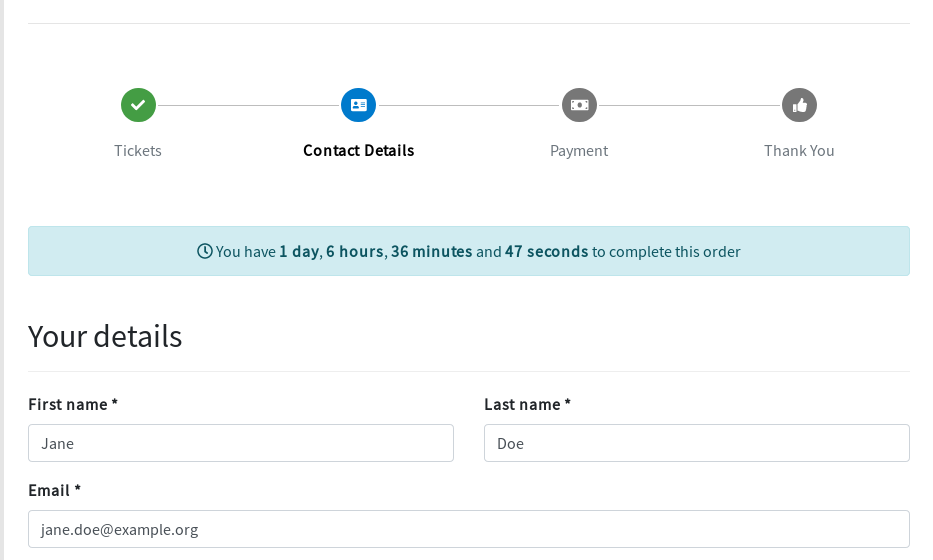 Tickets
Contact Details
Payment
Thank You
You have 1 day, 6 hours, 36 minutes and 47 seconds to complete this order
Your details
First name *
Last name *
Jane
Doe
Email *
jane.doe@example.org